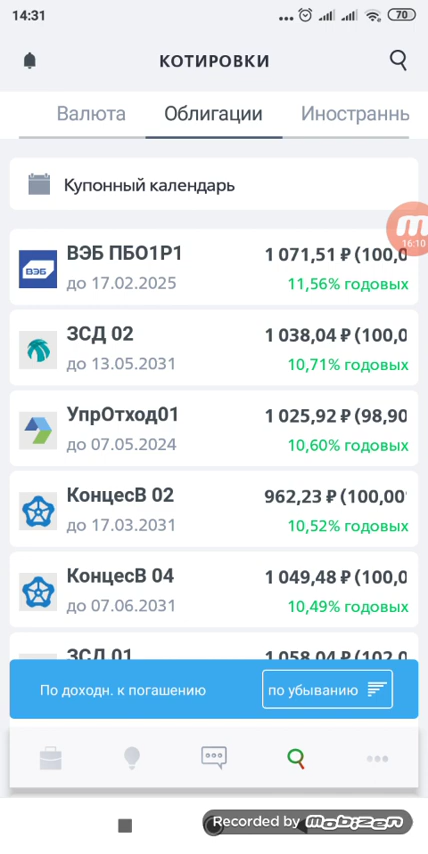 14:31
70
КОТИРОВКИ
Валюта Облигации Иностраннь
Купонный календарь
16:10
ВЭБ ПБО1Р1 1 071,51 ₽ (100,0
ВЭБ
до 17.02.2025 11,56% годовых
ЗСД 02 1 038,04 ₽ (100,0
до 13.05.2031 10,71% годовых
УпрОтход01 1 025,92 ₽ (98,90
до 07.05.2024 10,60% годовых
КонцесВ 02 962,23 ₽ (100,00
до 17.03.2031 10,52% годовых
КонцесВ 04 1 049,48 ₽ (100,0
до 07.06.2031 10,49% годовых
ЗСД 01 1 058,04 ₽ (102,0
По доходн. к погашению по убыванию
Recorded by mobizen